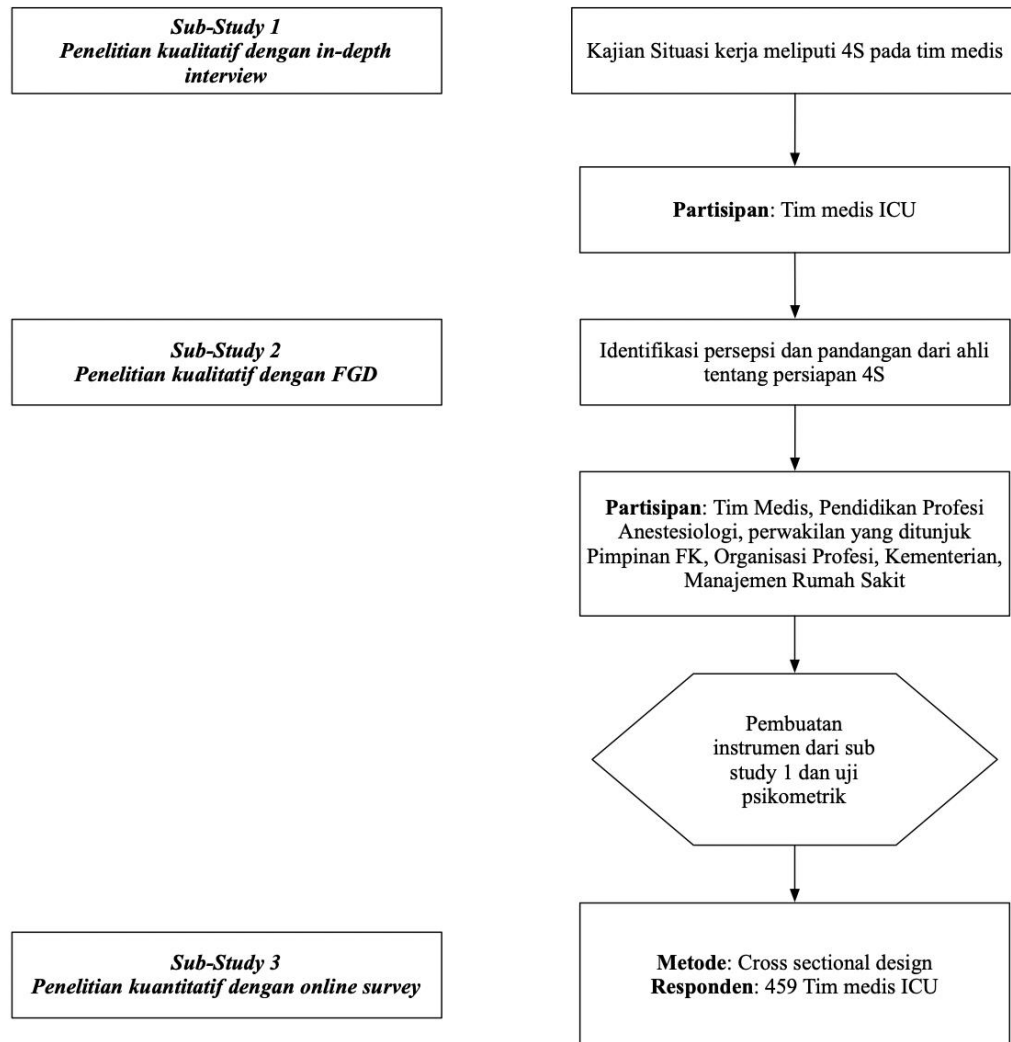 Sub-Study 1
Penelitian kualitatif dengan in-depth
interview
Kajian Situasi kerja meliputi 4S pada tim medis
Partisipan: Tim medis ICU
Sub-Study 2
Penelitian kualitatif dengan FGD
Identifikasi persepsi dan pandangan dari ahli
tentang persiapan 4S
Partisipan: Tim Medis, Pendidikan Profesi
Anestesiologi, perwakilan yang ditunjuk
Pimpinan FK, Organisasi Profesi, Kementerian,
Manajemen Rumah Sakit
Pembuatan
instrumen dari sub
study 1 dan uji
psikometrik
Sub-Study 3
Penelitian kuantitatif dengan online survey
Metode: Cross sectional design
Responden: 459 Tim medis ICU